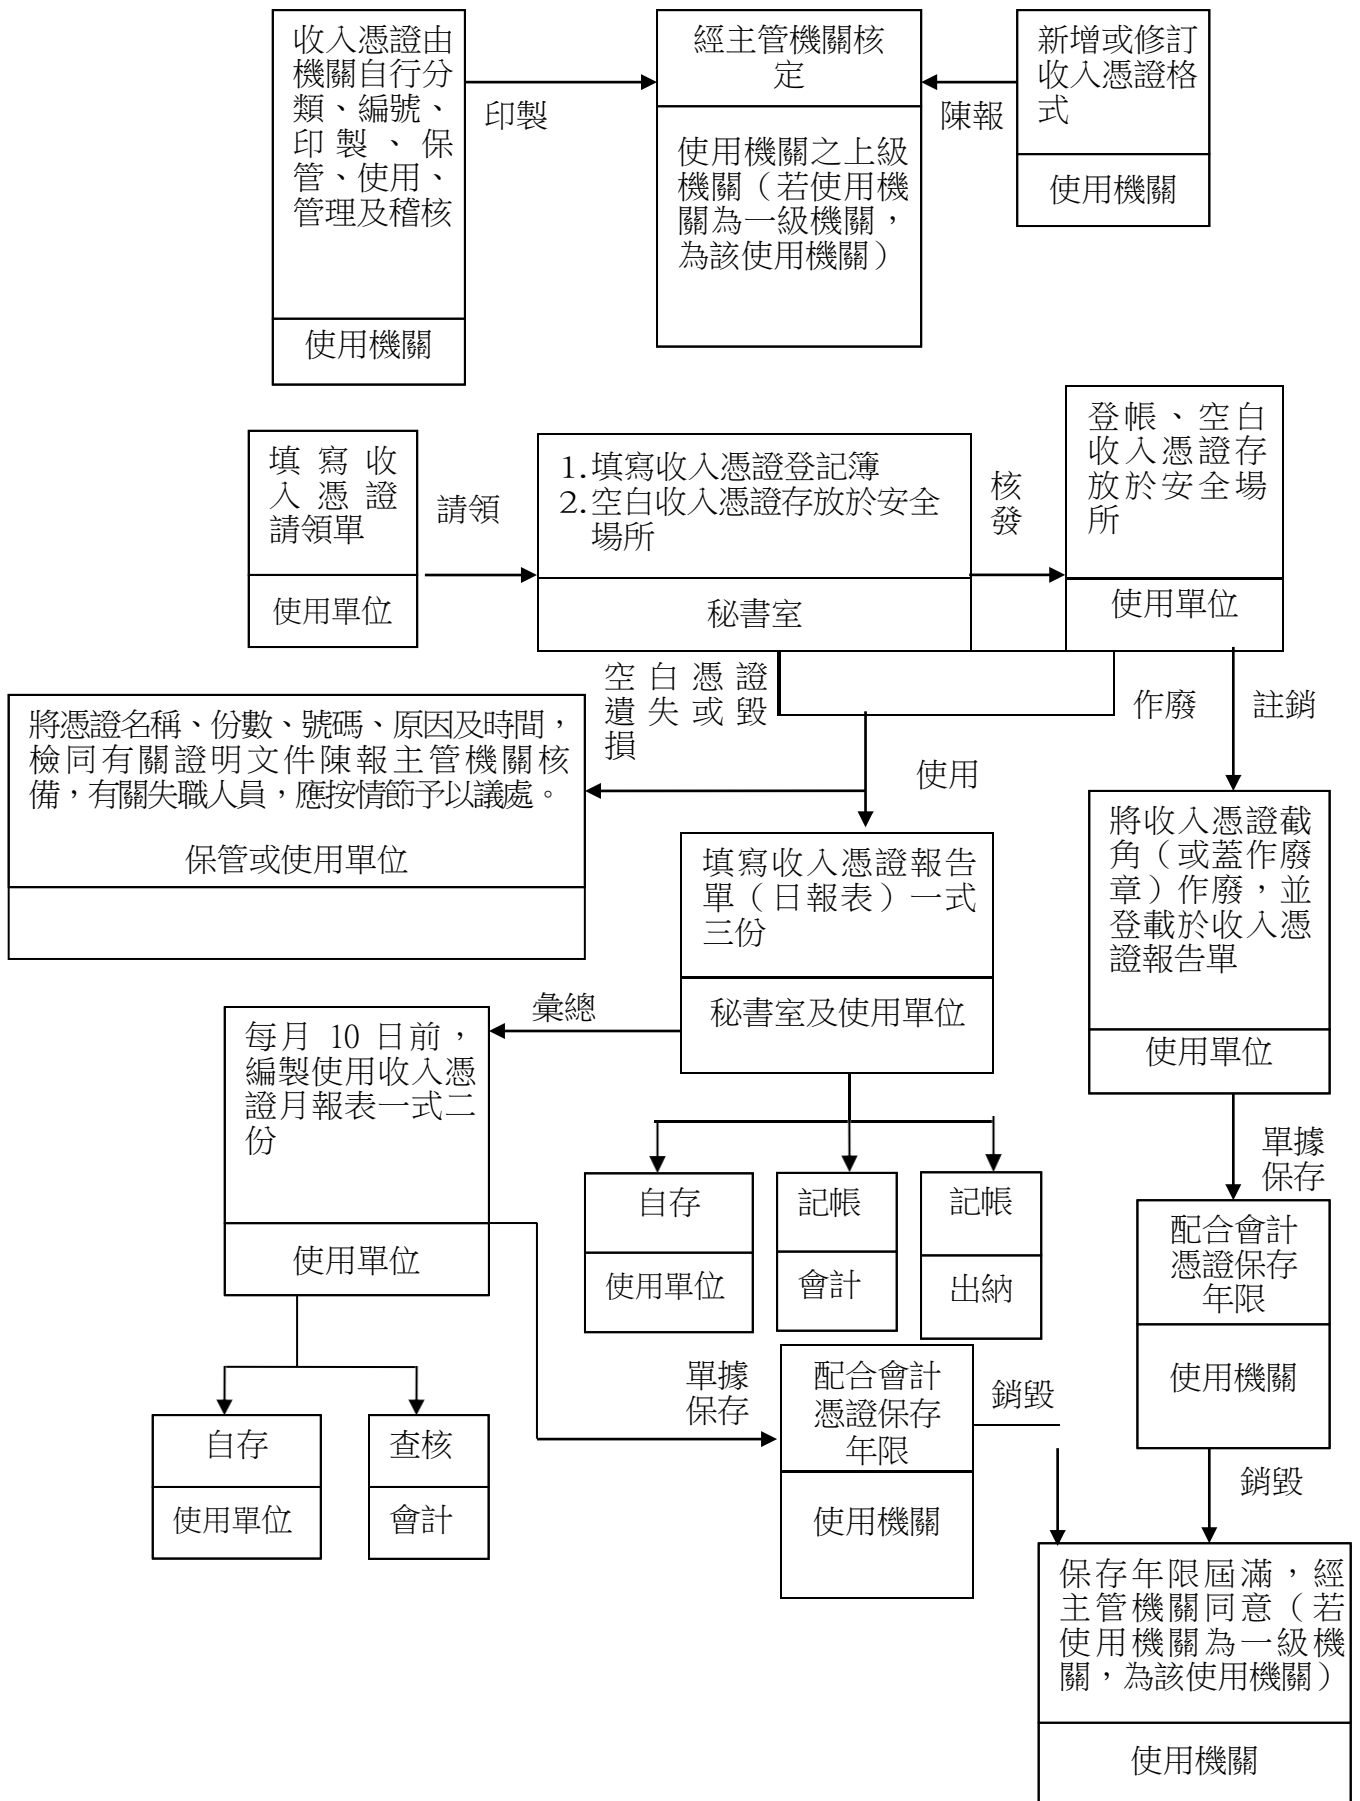 收入憑證由
機關自行分
類、編號、
印製、保
管、使用、
管理及稽核
使用機關
印製
經主管機關核
定
使用機關之上級
機關（若使用機
關為一級機關，
為該使用機關）
陳報
新增或修訂
收入憑證格
式
使用機關
填寫收
入憑證
請領單
使用單位
請領
1.填寫收入憑證登記簿
2.空白收入憑證存放於安全
場所
秘書室
核
發
登帳、空白
收入憑證存
放於安全場
所
使用單位
空白憑證
遺失或毀
損
作廢
註銷
將憑證名稱、份數、號碼、原因及時間，
檢同有關證明文件陳報主管機關核
備，有關失職人員，應按情節予以議處。
保管或使用單位
使用
填寫收入憑證報告
單（日報表）一式
三份
秘書室及使用單位
將收入憑證截
角（或蓋作廢
章）作廢，並
登載於收入憑
證報告單
使用單位
彙總
每月 10 日前，
編製使用收入憑
證月報表一式二
份
使用單位
單據
保存
自存
使用單位
記帳
會計
記帳
出納
配合會計
憑證保存
年限
使用機關
單據
保存
配合會計
憑證保存
年限
使用機關
銷毀
銷毀
自存
使用單位
查核
會計
保存年限屆滿，經
主管機關同意（若
使用機關為一級機
關，為該使用機關）
使用機關